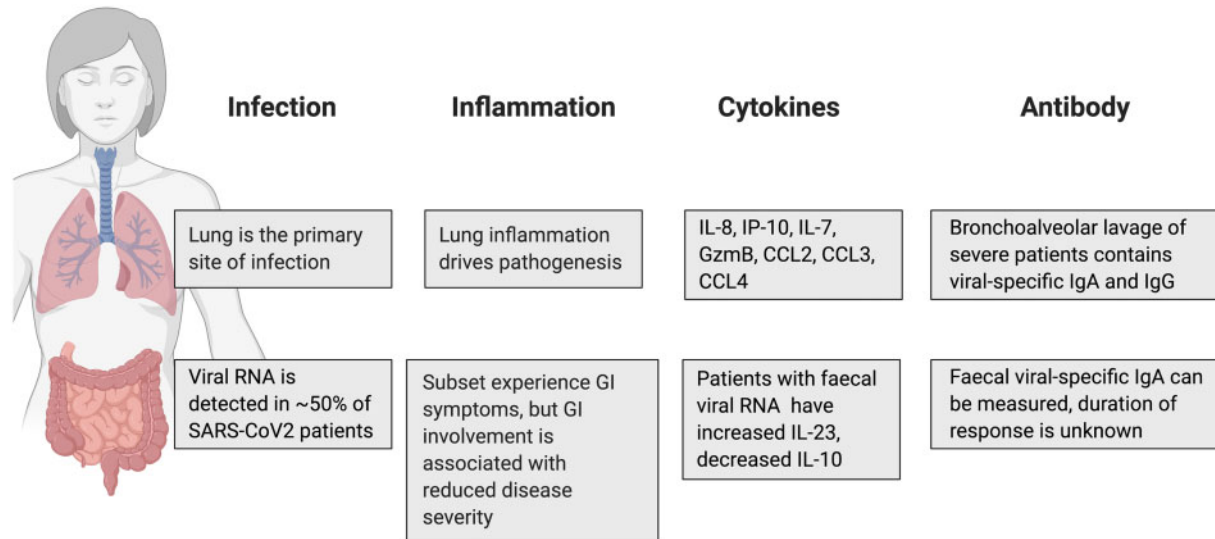 Infection
Inflammation
Cytokines
Antibody
Lung is the primary
site of infection
Lung inflammation
drives pathogenesis
IL-8, IP-10, IL-7,
GzmB, CCL2, CCL3,
CCL4
Bronchoalveolar lavage of
severe patients contains
viral-specific IgA and IgG
Viral RNA is
detected in ~50% of
SARS-CoV2 patients
Subset experience GI
symptoms, but GI
involvement is
associated with
reduced disease
severity
Patients with faecal
viral RNA have
increased IL-23,
decreased IL-10
Faecal viral-specific IgA can
be measured, duration of
response is unknown